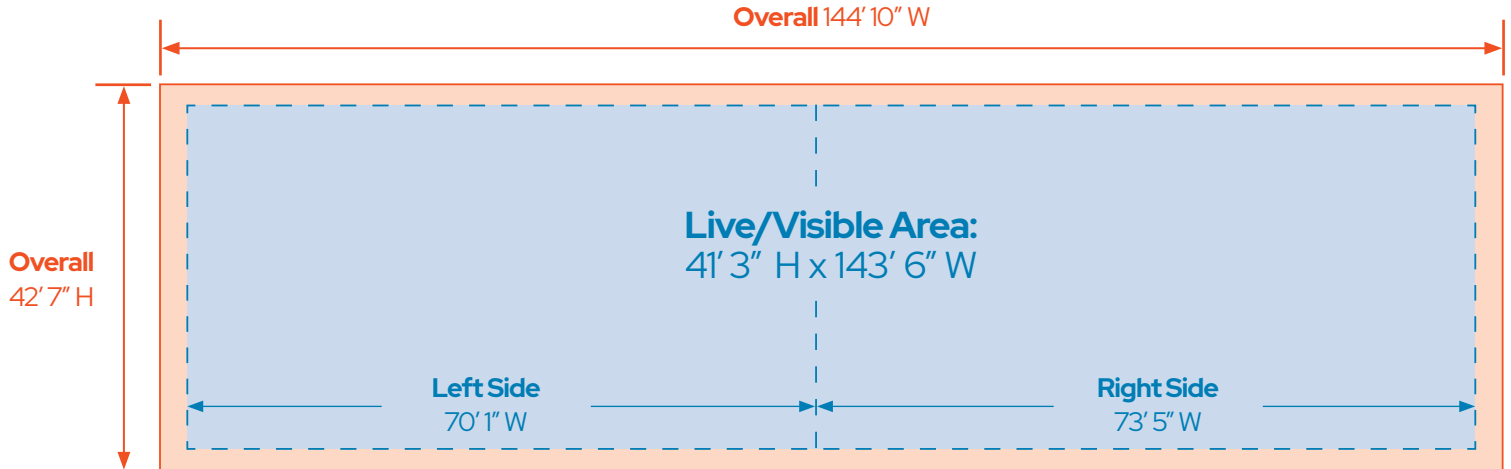 Overall 144′ 10″ W
Live/Visible Area:
41′ 3″ H x 143′ 6″ W
Overall
42′ 7″ H
Left Side
70′ 1″ W
Right Side
73′ 5″ W